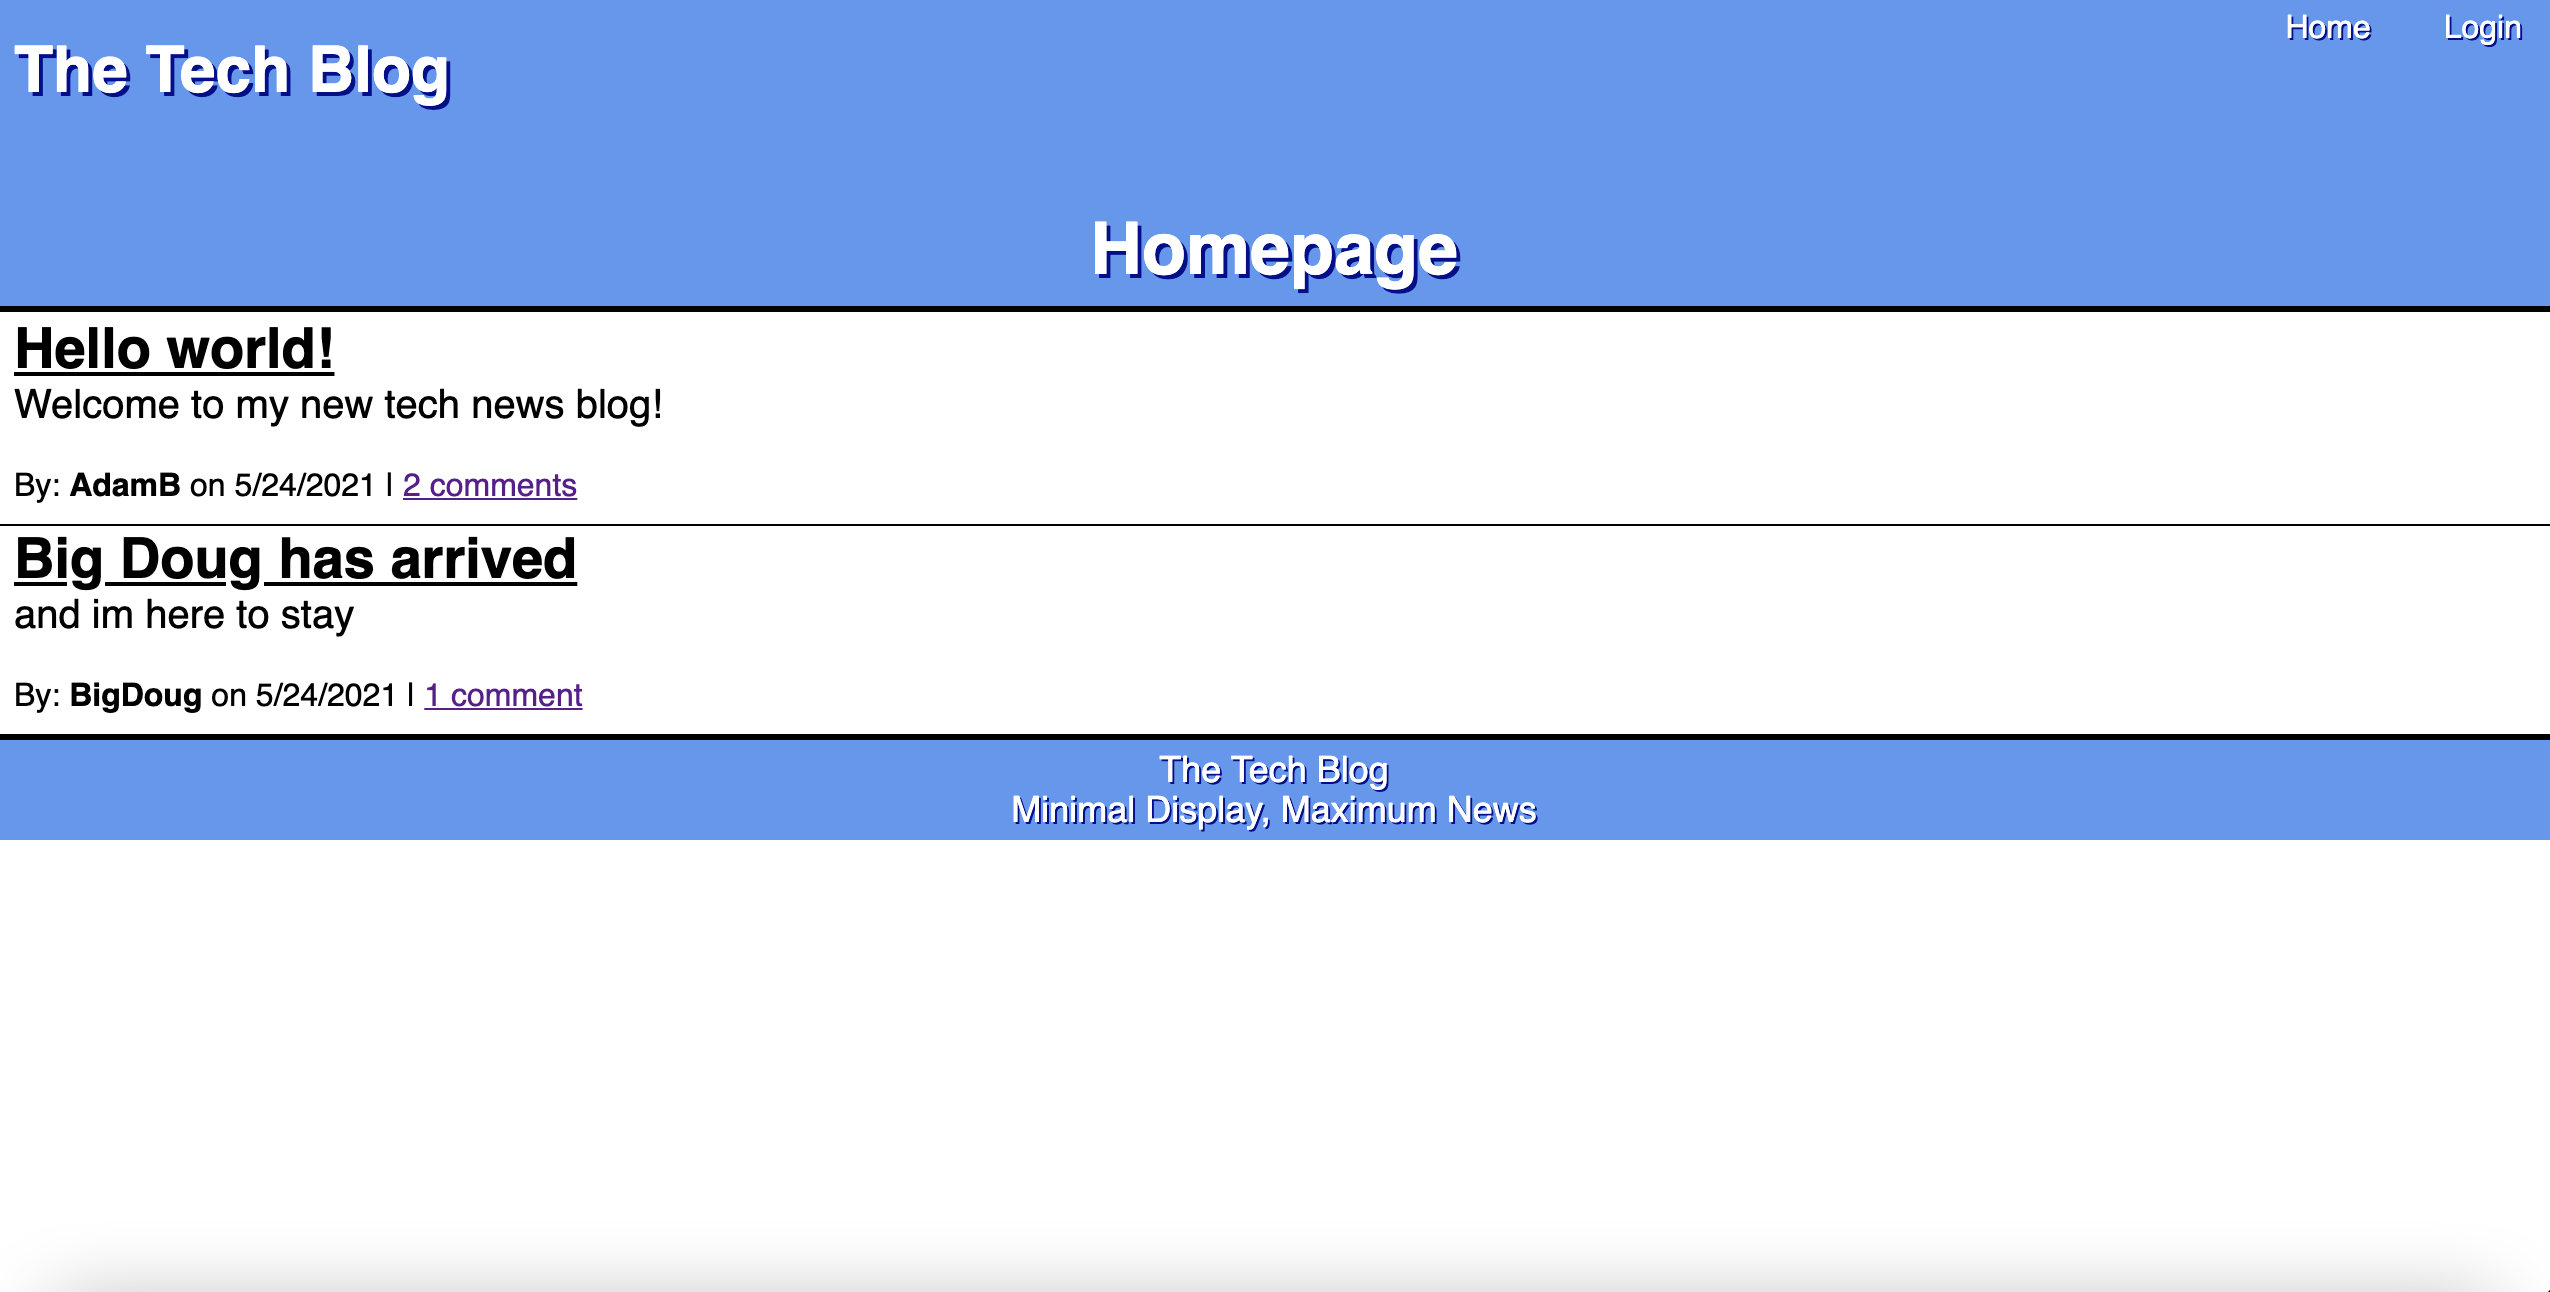 Home Login
The Tech Blog
Homepage
Hello world!
Welcome to my new tech news blog!
By: AdamB on 5/24/2021 | 2 comments
Big Doug has arrived
and im here to stay
By: BigDoug on 5/24/2021 | 1 comment
The Tech Blog
Minimal Display, Maximum News